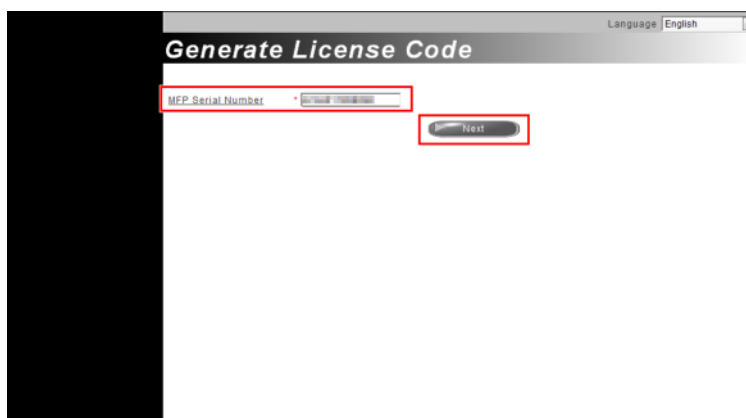 Language English
Generate License Code
MFP Serial Number *
Next